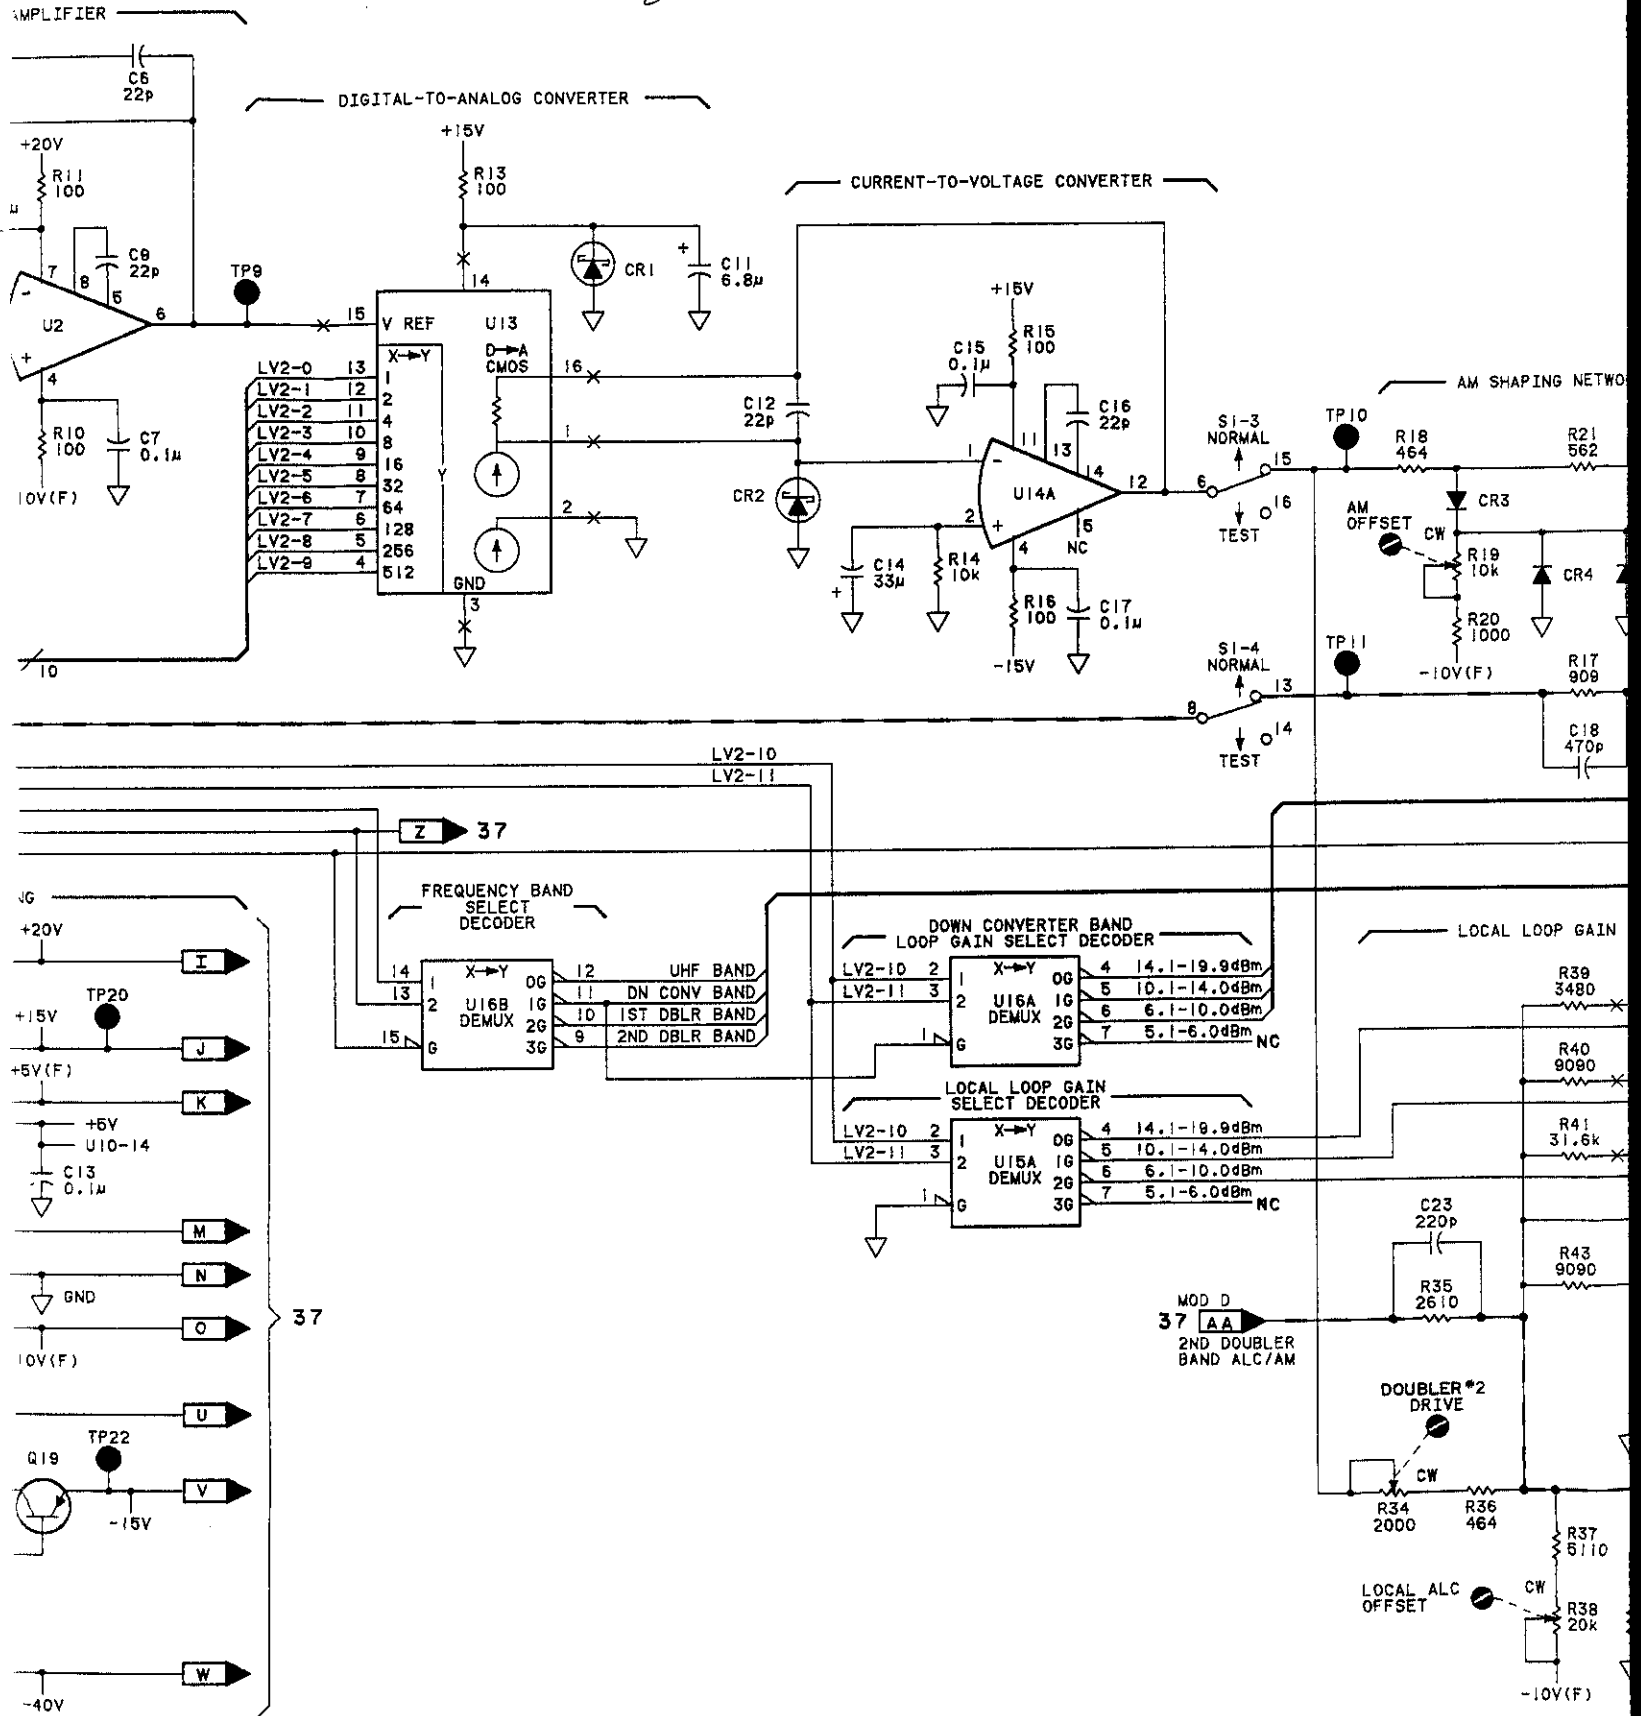 AMPLIFIER
C6
22p
DIGITAL-TO-ANALOG CONVERTER
+20V
R11
100
+15V
R13
100
CURRENT-TO-VOLTAGE CONVERTER
μ
7
8
C9
22p
5
U2
6
4
TP9
CR1
+
C11
6.8μ
14
15
V REF
U13
X→Y
D→A
CMOS
16
1
2
Y
GND
3
LV2-0 13 1
LV2-1 12 2
LV2-2 11 4
LV2-3 10 8
LV2-4 9 16
LV2-5 8 32
LV2-6 7 64
LV2-7 6 128
LV2-8 5 256
LV2-9 4 512
R10
100
C7
0.1μ
10V(F)
10
+15V
R15
100
C15
0.1μ
C12
22p
CR2
C16
22p
11
13
14
1
2
U14A
12
5
NC
4
C14
33μ
+
R14
10k
R16
100
C17
0.1μ
-15V
S1-3
NORMAL
15
6
16
TEST
TP10
AM SHAPING NETWO
R18
464
R21
562
CR3
AM
OFFSET
CW
R19
10k
CR4
R20
1000
-10V(F)
S1-4
NORMAL
13
8
14
TEST
TP11
R17
909
C18
470p
LV2-10
LV2-11
Z 37
NG
FREQUENCY BAND
SELECT
DECODER
14
13
15
1
2
G
X→Y
U16B
DEMUX
0G 12 UHF BAND
1G 11 DN CONV BAND
2G 10 1ST DBLR BAND
3G 9 2ND DBLR BAND
DOWN CONVERTER BAND
LOOP GAIN SELECT DECODER
LV2-10 2 1
LV2-11 3 2
1 G
X→Y
U16A
DEMUX
0G 4 14.1-19.9dBm
1G 5 10.1-14.0dBm
2G 6 6.1-10.0dBm
3G 7 5.1-6.0dBm NC
LOCAL LOOP GAIN
SELECT DECODER
LV2-10 2 1
LV2-11 3 2
1 G
X→Y
U15A
DEMUX
0G 4 14.1-19.9dBm
1G 5 10.1-14.0dBm
2G 6 6.1-10.0dBm
3G 7 5.1-6.0dBm NC
LOCAL LOOP GAIN
R39
3480
R40
9090
R41
31.6k
C23
220p
R43
9090
R35
2610
MOD D
37 AA
2ND DOUBLER
BAND ALC/AM
DOUBLER #2
DRIVE
CW
R34
2000
R36
464
R37
5110
LOCAL ALC
OFFSET
CW
R38
20k
-10V(F)
+20V
I
TP20
+15V
J
+5V(F)
K
+5V
U10-14
C13
0.1μ
M
N
GND
37
O
10V(F)
U
TP22
Q19
V
-15V
W
-40V